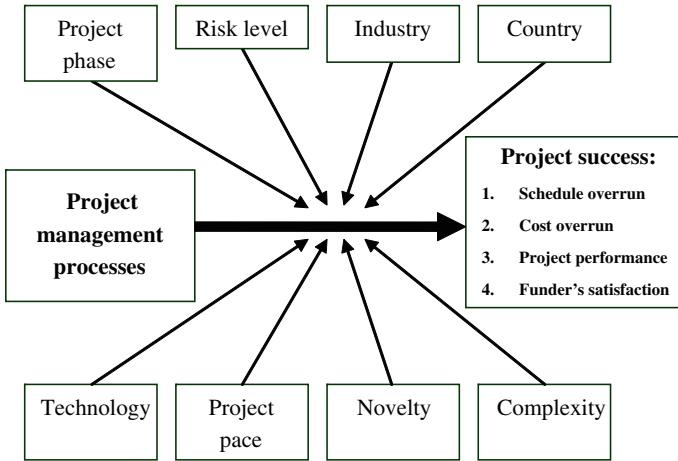 Project
phase
Risk level
Industry
Country
Project
management
processes
Project success:
1. Schedule overrun
2. Cost overrun
3. Project performance
4. Funder's satisfaction
Technology
Project
pace
Novelty
Complexity